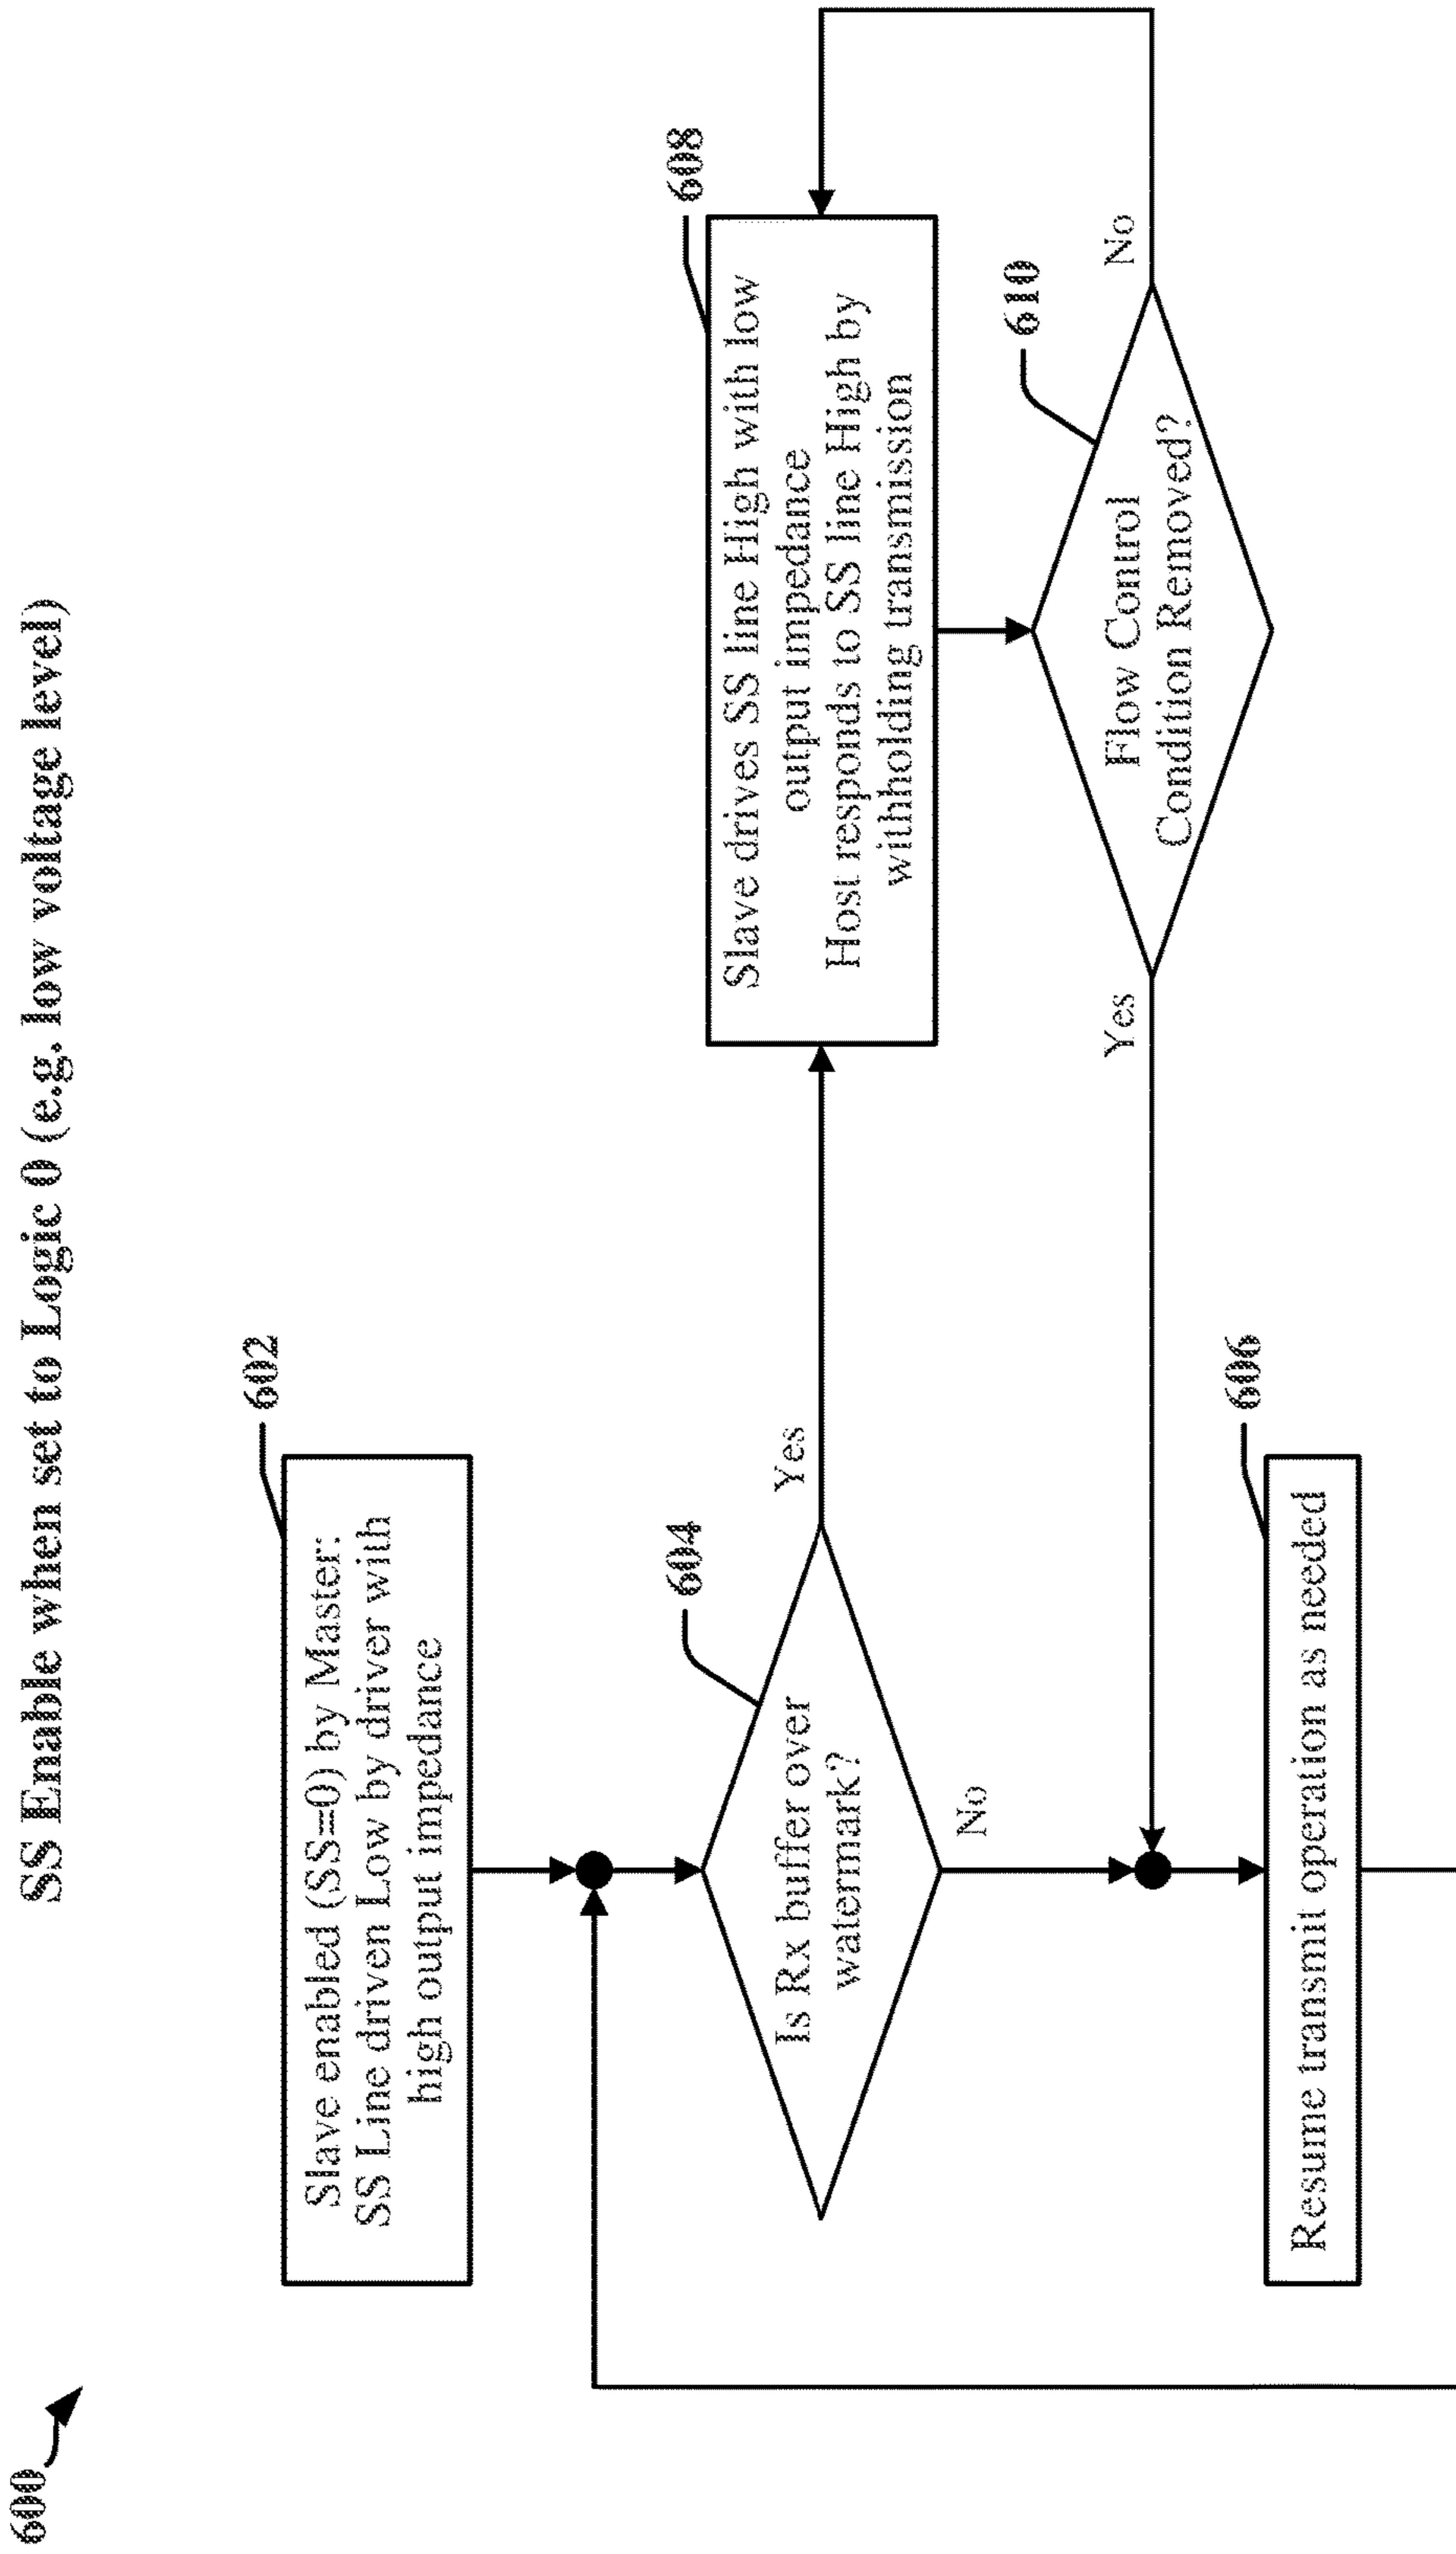 600
SS Enable when set to Logic 0 (e.g. low voltage level)
602
Slave enabled (SS=0) by Master:
SS Line driven Low by driver with
high output impedance
604
Is Rx buffer over
watermark?
Yes
No
608
Slave drives SS line High with low
output impedance
Host responds to SS line High by
withholding transmission
610
Flow Control
Condition Removed?
Yes
No
606
Resume transmit operation as needed